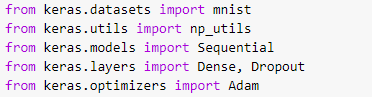 from keras.datasets import mnist
from keras.utils import np_utils
from keras.models import Sequential
from keras.layers import Dense, Dropout
from keras.optimizers import Adam